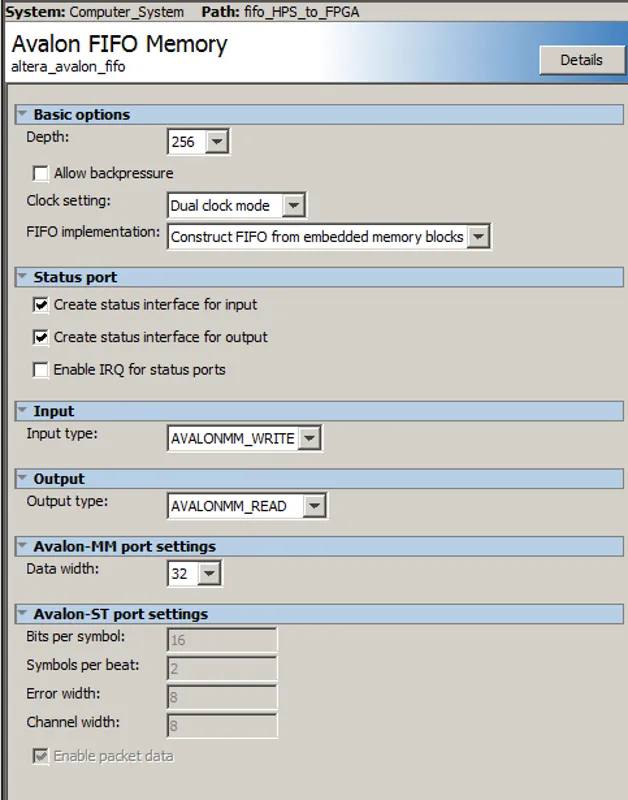 System: Computer_System Path: fifo_HPS_to_FPGA
Avalon FIFO Memory
altera_avalon_fifo
Details
Basic options
Depth: 256
Allow backpressure
Clock setting: Dual clock mode
FIFO implementation: Construct FIFO from embedded memory blocks
Status port
Create status interface for input
Create status interface for output
Enable IRQ for status ports
Input
Input type: AVALONMM_WRITE
Output
Output type: AVALONMM_READ
Avalon-MM port settings
Data width: 32
Avalon-ST port settings
Bits per symbol: 16
Symbols per beat: 2
Error width: 8
Channel width: 8
Enable packet data